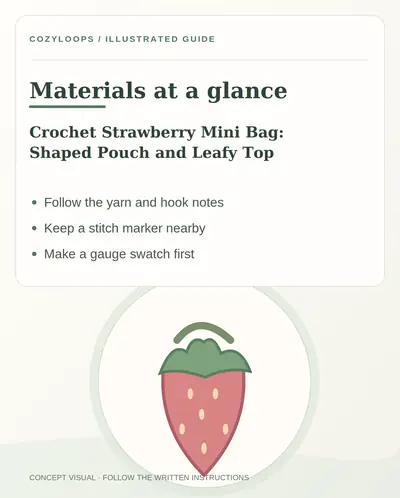 COZYLOOPS / ILLUSTRATED GUIDE
Materials at a glance
Crochet Strawberry Mini Bag:
Shaped Pouch and Leafy Top
• Follow the yarn and hook notes
• Keep a stitch marker nearby
• Make a gauge swatch first
CONCEPT VISUAL · FOLLOW THE WRITTEN INSTRUCTIONS